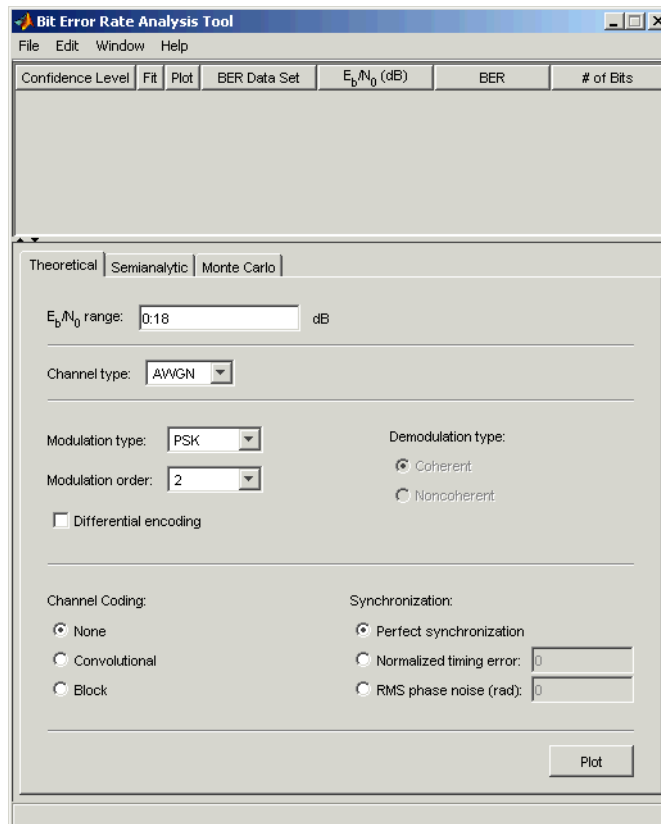 Bit Error Rate Analysis Tool
File Edit Window Help
Confidence Level Fit Plot BER Data Set Eb/N0 (dB) BER # of Bits
Theoretical Semianalytic Monte Carlo
Eb/N0 range: 0:18 dB
Channel type: AWGN
Modulation type: PSK Demodulation type:
Coherent
Modulation order: 2
Noncoherent
Differential encoding
Channel Coding: Synchronization:
None Perfect synchronization
Convolutional Normalized timing error: 0
Block RMS phase noise (rad): 0
Plot